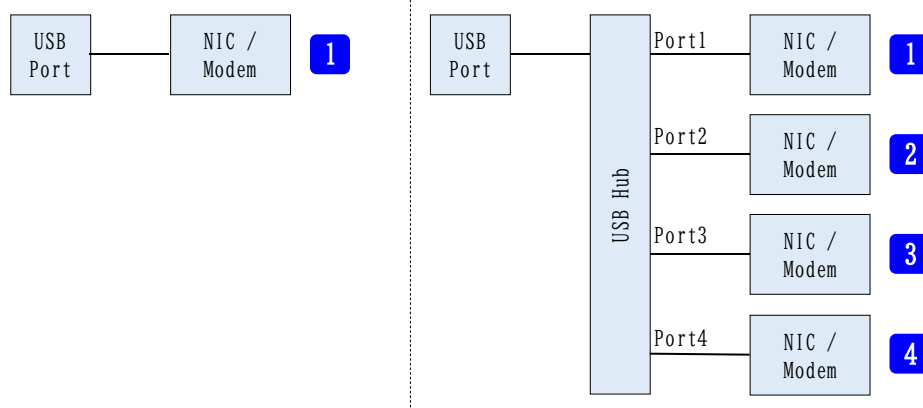 USB
Port
NIC /
Modem
1
USB
Port
USB Hub
Port1
NIC /
Modem
1
Port2
NIC /
Modem
2
Port3
NIC /
Modem
3
Port4
NIC /
Modem
4